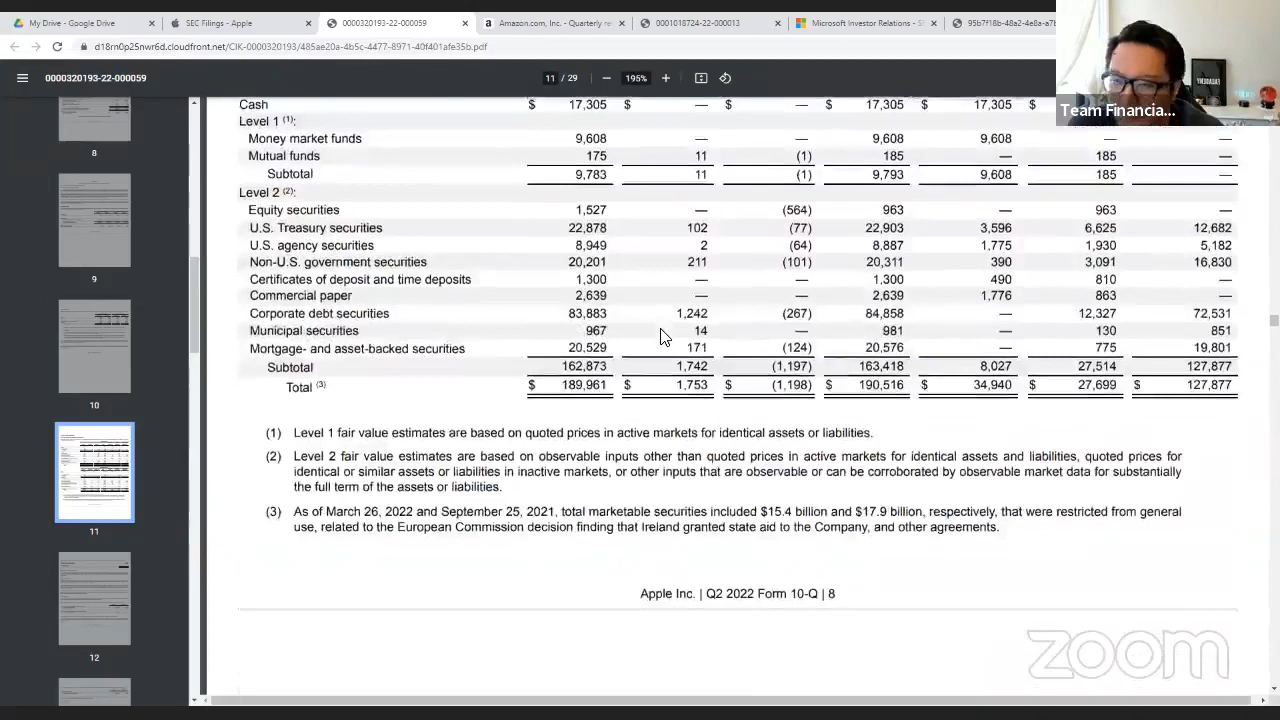 My Drive - Google Drive
SEC Filings - Apple
0000320193-22-000059
Amazon.com, Inc. - Quarterly re
0001018724-22-000013
Microsoft Investor Relations - S
95b7f18b-48a2-4e8a-a7b
d18rn0p25nwr6d.cloudfront.net/CIK-0000320193/485ae20a-4b5c-4477-8971-40f401afe35b.pdf
0000320193-22-000059
11 / 29
195%
Team Financia...
8
9
10
11
12
Cash $ 17,305 $ — $ — $ 17,305 $ 17,305 $
Level 1 (1):
Money market funds 9,608 — — 9,608 9,608 — —
Mutual funds 175 11 (1) 185 — 185 —
Subtotal 9,783 11 (1) 9,793 9,608 185 —
Level 2 (2):
Equity securities 1,527 — (564) 963 — 963 —
U.S. Treasury securities 22,878 102 (77) 22,903 3,596 6,625 12,682
U.S. agency securities 8,949 2 (64) 8,887 1,775 1,930 5,182
Non-U.S. government securities 20,201 211 (101) 20,311 390 3,091 16,830
Certificates of deposit and time deposits 1,300 — — 1,300 490 810 —
Commercial paper 2,639 — — 2,639 1,776 863 —
Corporate debt securities 83,883 1,242 (267) 84,858 — 12,327 72,531
Municipal securities 967 14 — 981 — 130 851
Mortgage- and asset-backed securities 20,529 171 (124) 20,576 — 775 19,801
Subtotal 162,873 1,742 (1,197) 163,418 8,027 27,514 127,877
Total (3) $ 189,961 $ 1,753 $ (1,198) $ 190,516 $ 34,940 $ 27,699 $ 127,877
(1) Level 1 fair value estimates are based on quoted prices in active markets for identical assets or liabilities.
(2) Level 2 fair value estimates are based on observable inputs other than quoted prices in active markets for identical assets and liabilities, quoted prices for
identical or similar assets or liabilities in inactive markets, or other inputs that are observable or can be corroborated by observable market data for substantially
the full term of the assets or liabilities.
(3) As of March 26, 2022 and September 25, 2021, total marketable securities included $15.4 billion and $17.9 billion, respectively, that were restricted from general
use, related to the European Commission decision finding that Ireland granted state aid to the Company, and other agreements.
Apple Inc. | Q2 2022 Form 10-Q | 8
zoom